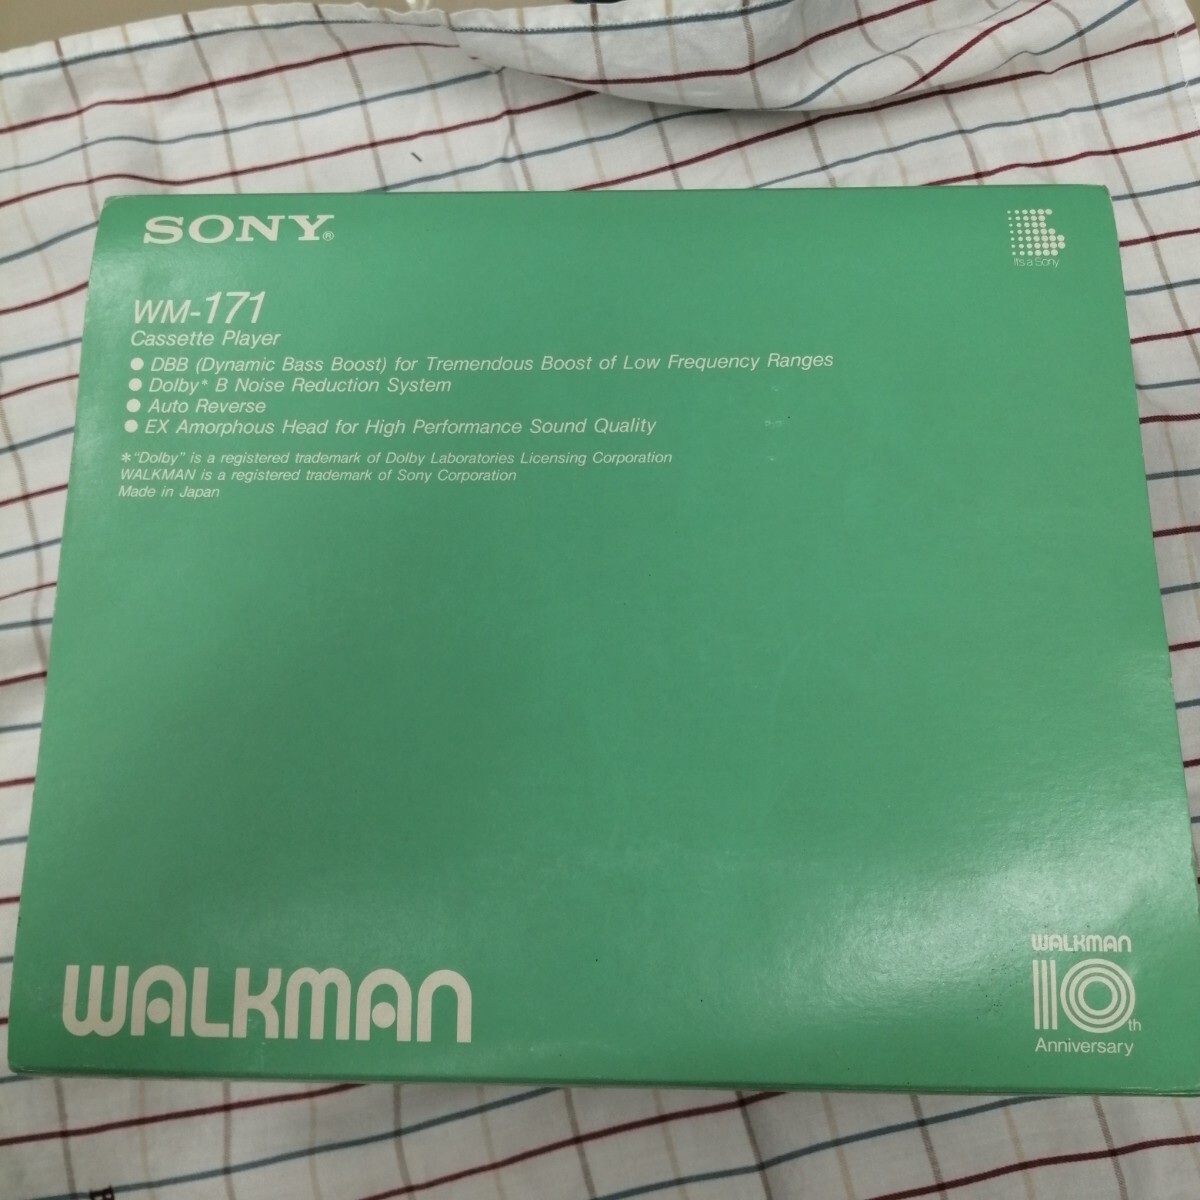 SONY®
It's a Sony
WM-171
Cassette Player
● DBB (Dynamic Bass Boost) for Tremendous Boost of Low Frequency Ranges
● Dolby* B Noise Reduction System
● Auto Reverse
● EX Amorphous Head for High Performance Sound Quality
*"Dolby" is a registered trademark of Dolby Laboratories Licensing Corporation
WALKMAN is a registered trademark of Sony Corporation
Made in Japan
WALKMAN
WALKMAN
10th
Anniversary